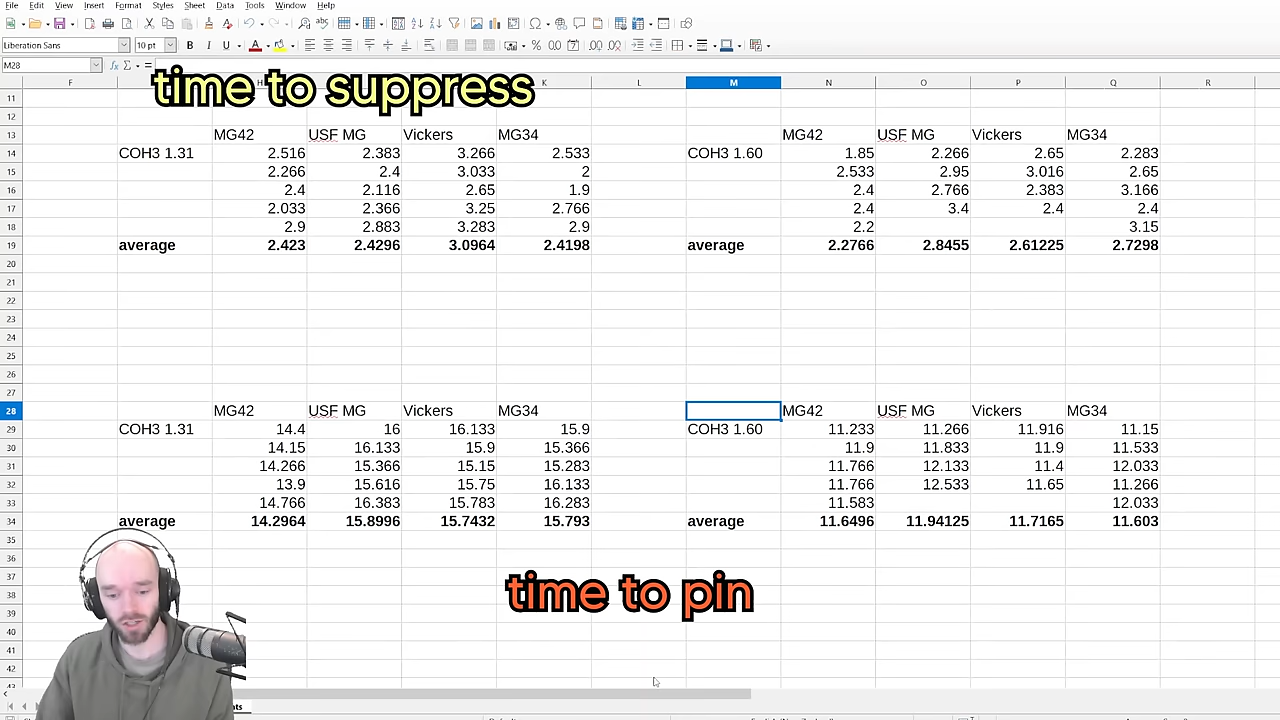 File Edit View Insert Format Styles Sheet Data Tools Window Help
Liberation Sans 10 pt
M28
time to suppress
F K L M N O P Q R
11
12
13 MG42 USF MG Vickers MG34 MG42 USF MG Vickers MG34
14 COH3 1.31 2.516 2.383 3.266 2.533 COH3 1.60 1.85 2.266 2.65 2.283
15 2.266 2.4 3.033 2 2.533 2.95 3.016 2.65
16 2.4 2.116 2.65 1.9 2.4 2.766 2.383 3.166
17 2.033 2.366 3.25 2.766 2.4 3.4 2.4 2.4
18 2.9 2.883 3.283 2.9 2.2 3.15
19 average 2.423 2.4296 3.0964 2.4198 average 2.2766 2.8455 2.61225 2.7298
20
21
22
23
24
25
26
27
28 MG42 USF MG Vickers MG34 MG42 USF MG Vickers MG34
29 COH3 1.31 14.4 16 16.133 15.9 COH3 1.60 11.233 11.266 11.916 11.15
30 14.15 16.133 15.9 15.366 11.9 11.833 11.9 11.533
31 14.266 15.366 15.15 15.283 11.766 12.133 11.4 12.033
32 13.9 15.616 15.75 16.133 11.766 12.533 11.65 11.266
33 14.766 16.383 15.783 16.283 11.583 12.033
34 average 14.2964 15.8996 15.7432 15.793 average 11.6496 11.94125 11.7165 11.603
35
36
37
time to pin
38
39
40
41
42